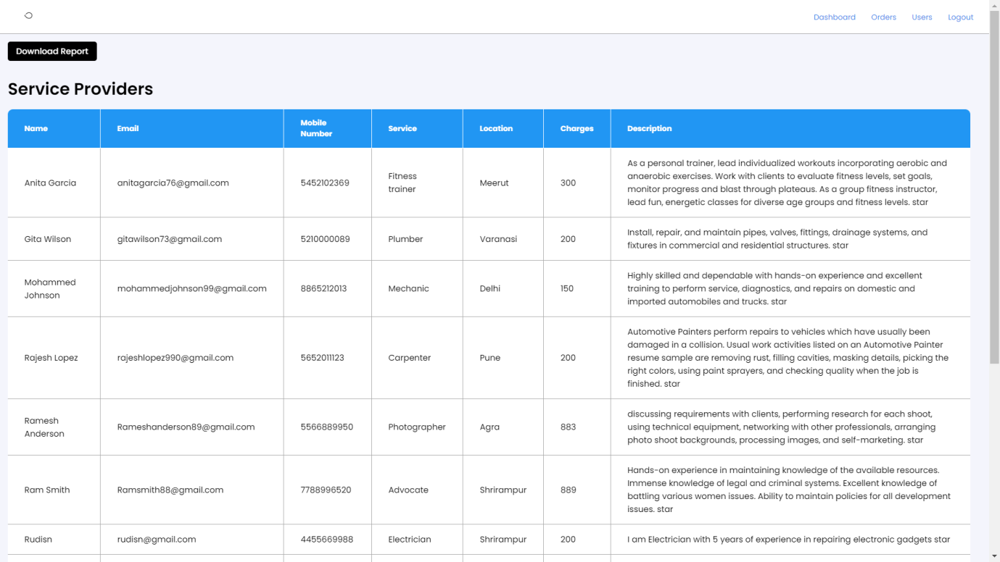 Dashboard Orders Users Logout
Download Report
Service Providers
Name Email Mobile Number Service Location Charges Description
Anita Garcia anitagarcia76@gmail.com 5452102369 Fitness trainer Meerut 300 As a personal trainer, lead individualized workouts incorporating aerobic and
anaerobic exercises. Work with clients to evaluate fitness levels, set goals,
monitor progress and blast through plateaus. As a group fitness instructor,
lead fun, energetic classes for diverse age groups and fitness levels. star
Gita Wilson gitawilson73@gmail.com 5210000089 Plumber Varanasi 200 Install, repair, and maintain pipes, valves, fittings, drainage systems, and
fixtures in commercial and residential structures. star
Mohammed Johnson mohammedjohnson99@gmail.com 8865212013 Mechanic Delhi 150 Highly skilled and dependable with hands-on experience and excellent
training to perform service, diagnostics, and repairs on domestic and
imported automobiles and trucks. star
Rajesh Lopez rajeshlopez990@gmail.com 5652011123 Carpenter Pune 200 Automotive Painters perform repairs to vehicles which have usually been
damaged in a collision. Usual work activities listed on an Automotive Painter
resume sample are removing rust, filling cavities, masking details, picking the
right colors, using paint sprayers, and checking quality when the job is
finished. star
Ramesh Anderson Rameshanderson89@gmail.com 5566889950 Photographer Agra 883 discussing requirements with clients, performing research for each shoot,
using technical equipment, networking with other professionals, arranging
photo shoot backgrounds, processing images, and self-marketing. star
Ram Smith Ramsmith88@gmail.com 7788996520 Advocate Shrirampur 889 Hands-on experience in maintaining knowledge of the available resources.
Immense knowledge of legal and criminal systems. Excellent knowledge of
battling various women issues. Ability to maintain policies for all development
issues. star
Rudisn rudisn@gmail.com 4455669988 Electrician Shrirampur 200 I am Electrician with 5 years of experience in repairing electronic gadgets star